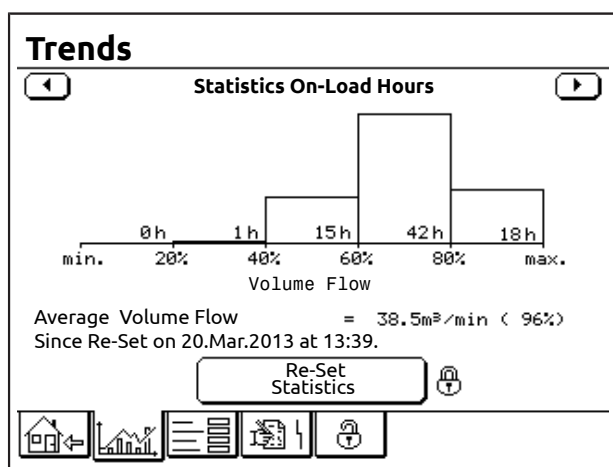 Trends
Statistics On-Load Hours
0h 1h 15h 42h 18h
min. 20% 40% 60% 80% max.
Volume Flow
Average Volume Flow = 38.5m³/min ( 96%)
Since Re-Set on 20.Mar.2013 at 13:39.
Re-Set
Statistics